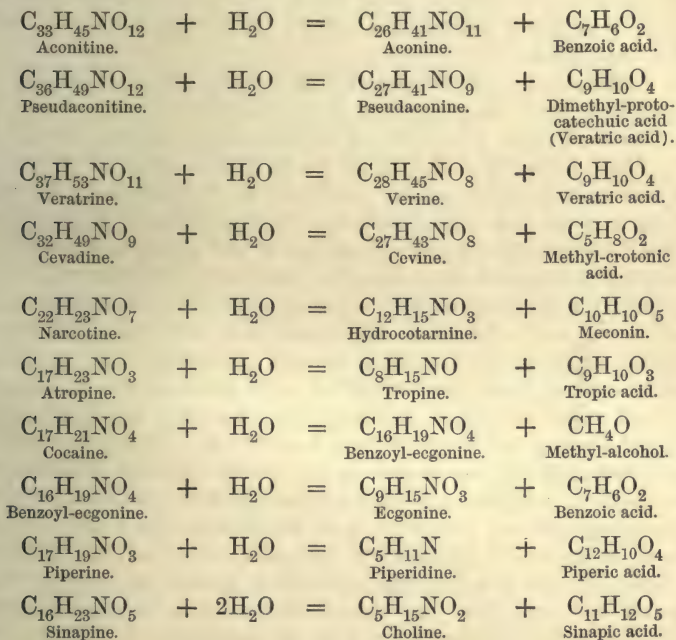 C₃₃H₄₅NO₁₂ + H₂O = C₂₆H₄₁NO₁₁ + C₇H₆O₂
Aconitine. Aconine. Benzoic acid.
C₃₆H₄₉NO₁₂ + H₂O = C₂₇H₄₁NO₉ + C₉H₁₀O₄
Pseudaconitine. Pseudaconine. Dimethyl-proto-
catechuic acid
(Veratric acid).
C₃₇H₅₃NO₁₁ + H₂O = C₂₈H₄₅NO₈ + C₉H₁₀O₄
Veratrine. Verine. Veratric acid.
C₃₂H₄₉NO₉ + H₂O = C₂₇H₄₃NO₈ + C₅H₈O₂
Cevadine. Cevine. Methyl-crotonic
acid.
C₂₂H₂₃NO₇ + H₂O = C₁₂H₁₅NO₃ + C₁₀H₁₀O₅
Narcotine. Hydrocotarnine. Meconin.
C₁₇H₂₃NO₃ + H₂O = C₈H₁₅NO + C₉H₁₀O₃
Atropine. Tropine. Tropic acid.
C₁₇H₂₁NO₄ + H₂O = C₁₆H₁₉NO₄ + CH₄O
Cocaine. Benzoyl-ecgonine. Methyl-alcohol.
C₁₆H₁₉NO₄ + H₂O = C₉H₁₅NO₃ + C₇H₆O₂
Benzoyl-ecgonine. Ecgonine. Benzoic acid.
C₁₇H₁₉NO₃ + H₂O = C₅H₁₁N + C₁₂H₁₀O₄
Piperine. Piperidine. Piperic acid.
C₁₆H₂₃NO₅ + 2H₂O = C₅H₁₅NO₂ + C₁₁H₁₂O₅
Sinapine. Choline. Sinapic acid.